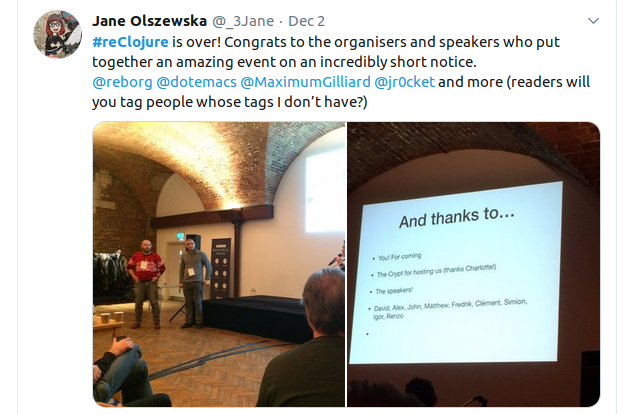 Jane Olszewska @_3Jane · Dec 2
#reClojure is over! Congrats to the organisers and speakers who put
together an amazing event on an incredibly short notice.
@reborg @dotemacs @MaximumGilliard @jr0cket and more (readers will
you tag people whose tags I don’t have?)
And thanks to...
• You! For coming
• The Crypt for hosting us (thanks Charlotte!)
• The speakers!
• David, Alex, John, Matthew, Fredrik, Clément, Simion,
Igor, Renzo
•